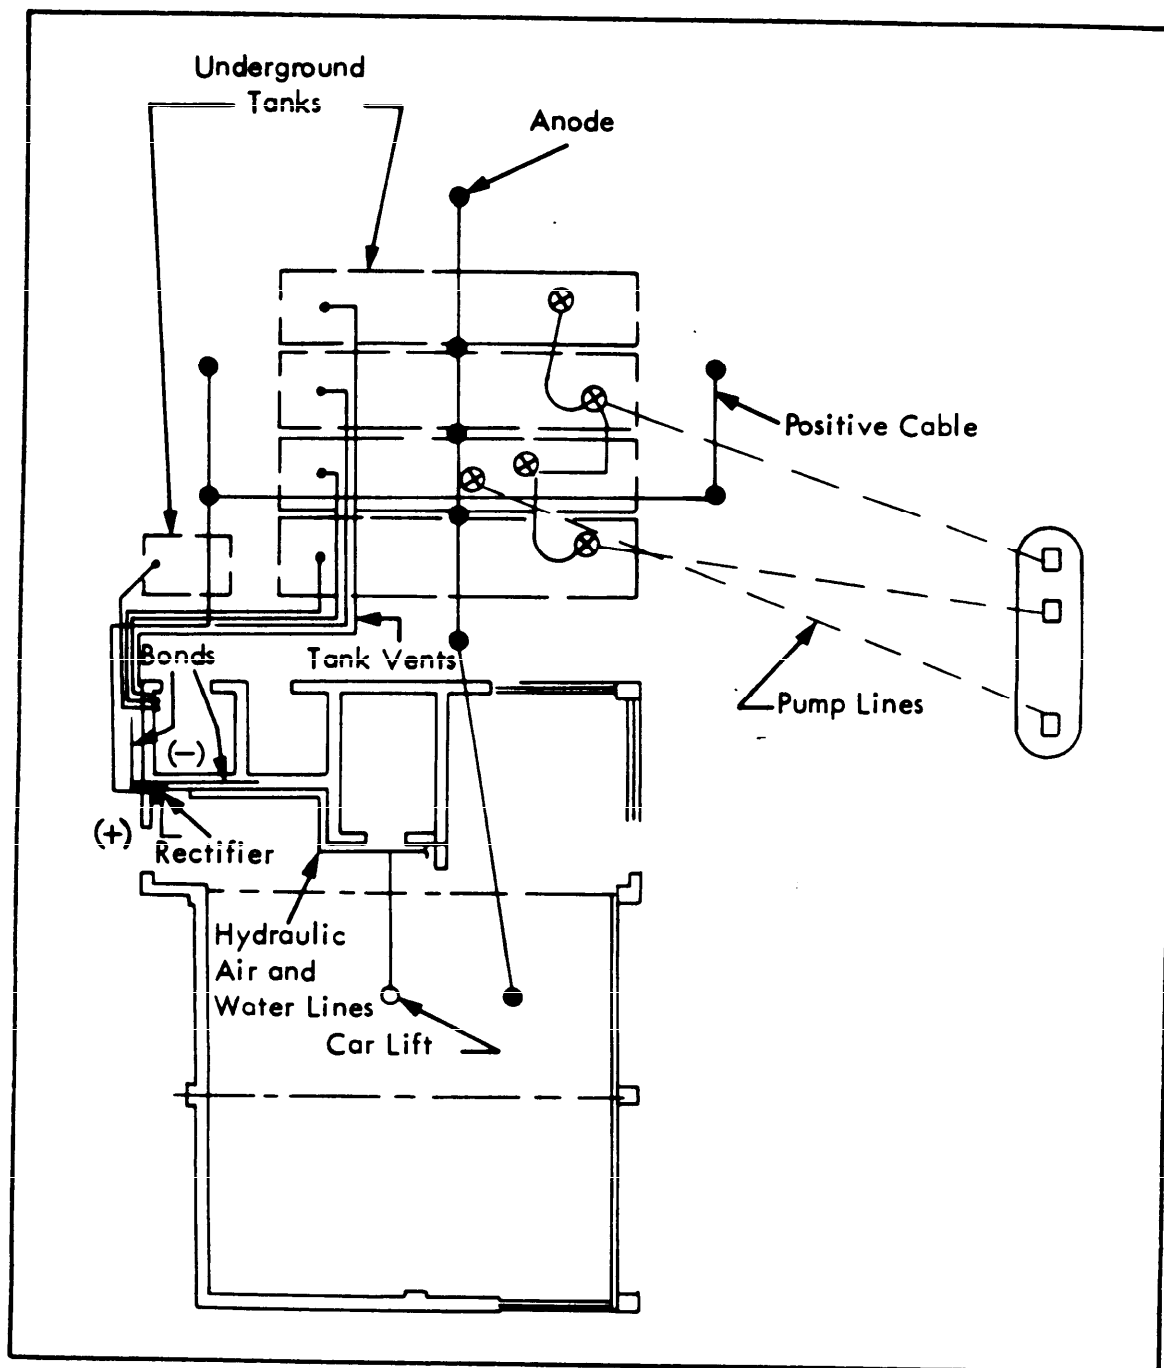 Underground
Tanks
Anode
Positive Cable
Bonds
Tank Vents
Pump Lines
(-)
(+)
Rectifier
Hydraulic
Air and
Water Lines
Car Lift